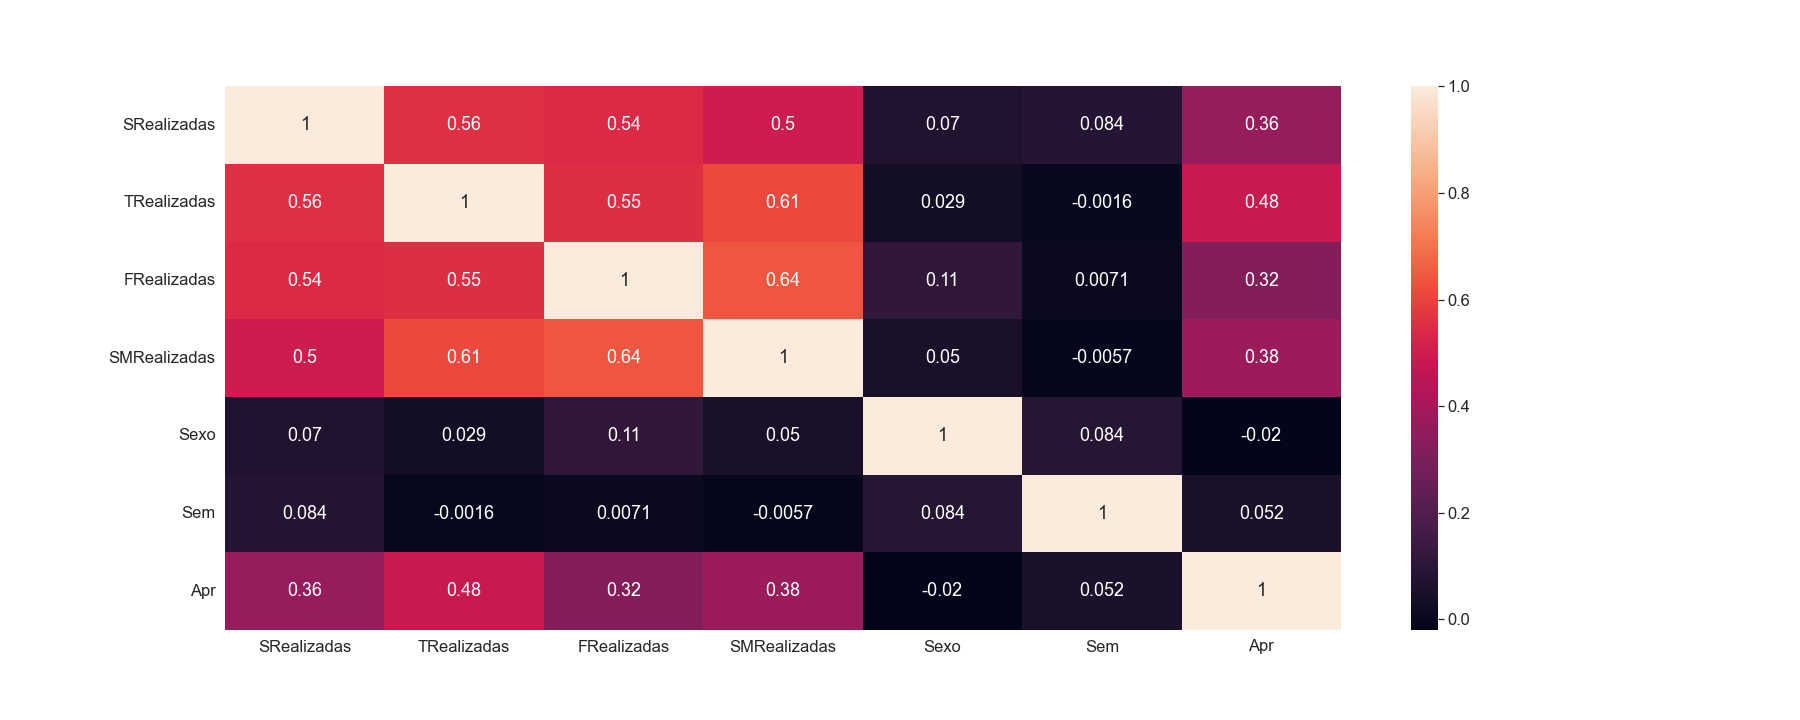 SRealizadas 1 0.56 0.54 0.5 0.07 0.084 0.36
TRealizadas 0.56 1 0.55 0.61 0.029 -0.0016 0.48
FRealizadas 0.54 0.55 1 0.64 0.11 0.0071 0.32
SMRealizadas 0.5 0.61 0.64 1 0.05 -0.0057 0.38
Sexo 0.07 0.029 0.11 0.05 1 0.084 -0.02
Sem 0.084 -0.0016 0.0071 -0.0057 0.084 1 0.052
Apr 0.36 0.48 0.32 0.38 -0.02 0.052 1
SRealizadas TRealizadas FRealizadas SMRealizadas Sexo Sem Apr
1.0
0.8
0.6
0.4
0.2
0.0